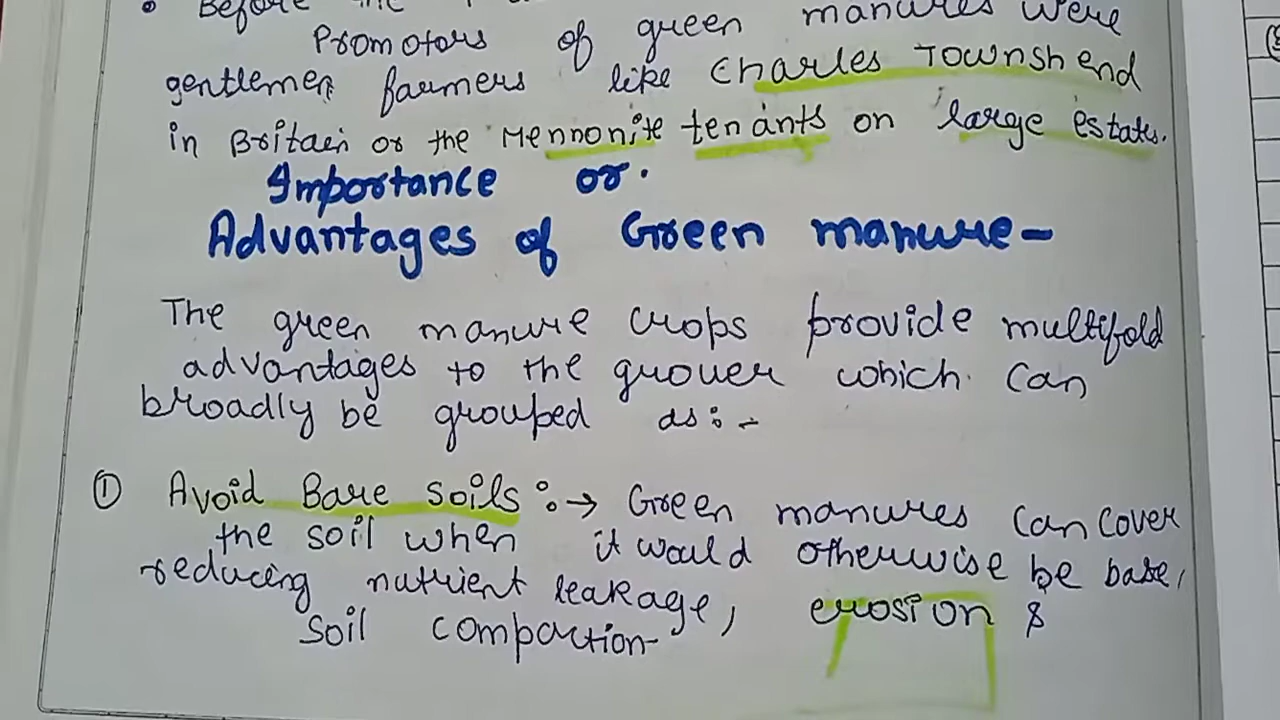 • Before the
Promotors of green manures were
gentlemen farmers like Charles Townshend
in Britain or the Mennonite tenants on large estates.
Importance or.
Advantages of Green manure-
The green manure crops provide multifold
advantages to the grower which can
broadly be grouped as:-
① Avoid Bare Soils :→ Green manures can cover
the soil when it would otherwise be bare,
reducing nutrient leakage, erosion &
soil compaction-